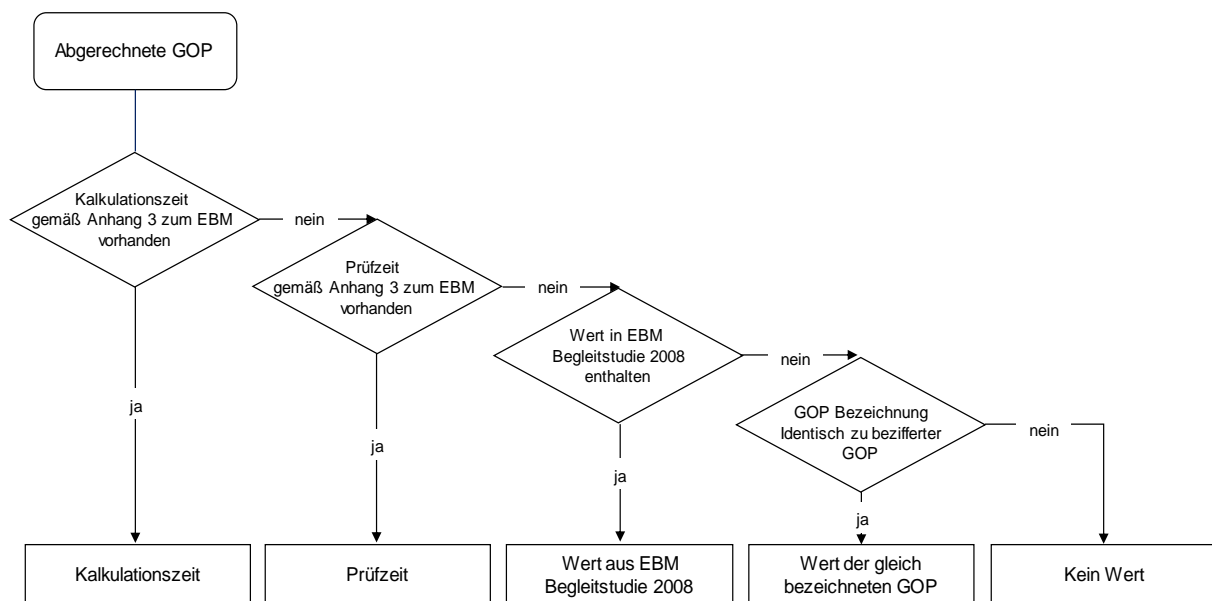 Abgerechnete GOP
Kalkulationszeit
gemäß Anhang 3 zum EBM
vorhanden
nein
Prüfzeit
gemäß Anhang 3 zum EBM
vorhanden
nein
Wert in EBM
Begleitstudie 2008
enthalten
nein
GOP Bezeichnung
Identisch zu bezifferter
GOP
nein
ja
ja
ja
ja
Kalkulationszeit
Prüfzeit
Wert aus EBM
Begleitstudie 2008
Wert der gleich
bezeichneten GOP
Kein Wert